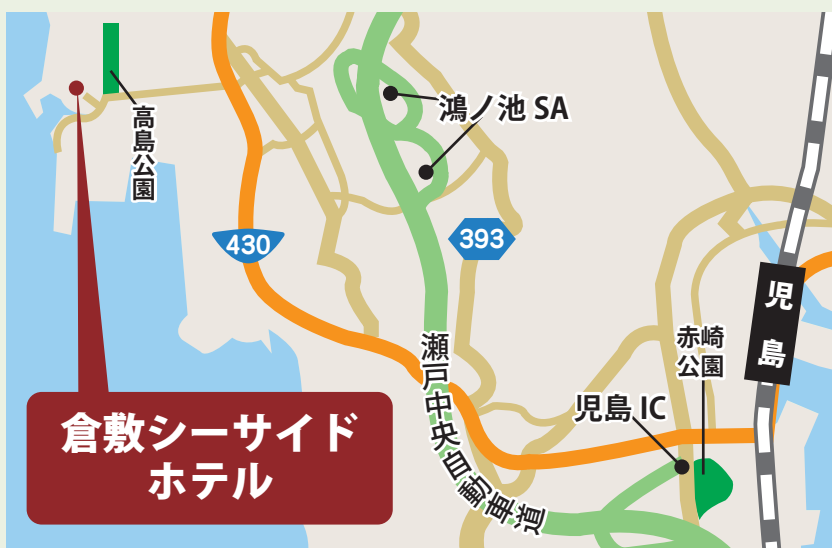 鴻ノ池 SA
高島公園
430
393
児島
赤崎
公園
瀬戸中央自動車道
児島 IC
倉敷シーサイド
ホテル